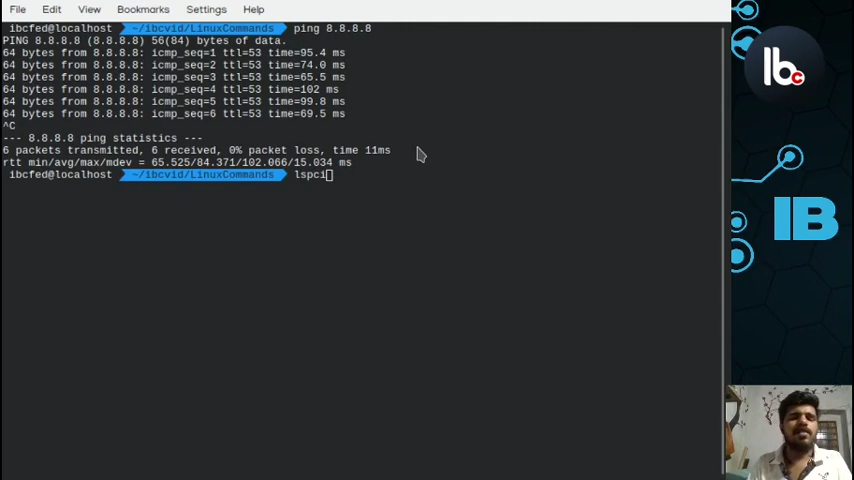 File Edit View Bookmarks Settings Help
ibcfed@localhost ~/ibcvid/LinuxCommands ping 8.8.8.8
PING 8.8.8.8 (8.8.8.8) 56(84) bytes of data.
64 bytes from 8.8.8.8: icmp_seq=1 ttl=53 time=95.4 ms
64 bytes from 8.8.8.8: icmp_seq=2 ttl=53 time=74.0 ms
64 bytes from 8.8.8.8: icmp_seq=3 ttl=53 time=65.5 ms
64 bytes from 8.8.8.8: icmp_seq=4 ttl=53 time=102 ms
64 bytes from 8.8.8.8: icmp_seq=5 ttl=53 time=99.8 ms
64 bytes from 8.8.8.8: icmp_seq=6 ttl=53 time=69.5 ms
^C
--- 8.8.8.8 ping statistics ---
6 packets transmitted, 6 received, 0% packet loss, time 11ms
rtt min/avg/max/mdev = 65.525/84.371/102.066/15.034 ms
ibcfed@localhost ~/ibcvid/LinuxCommands lspci
Ibc
IB